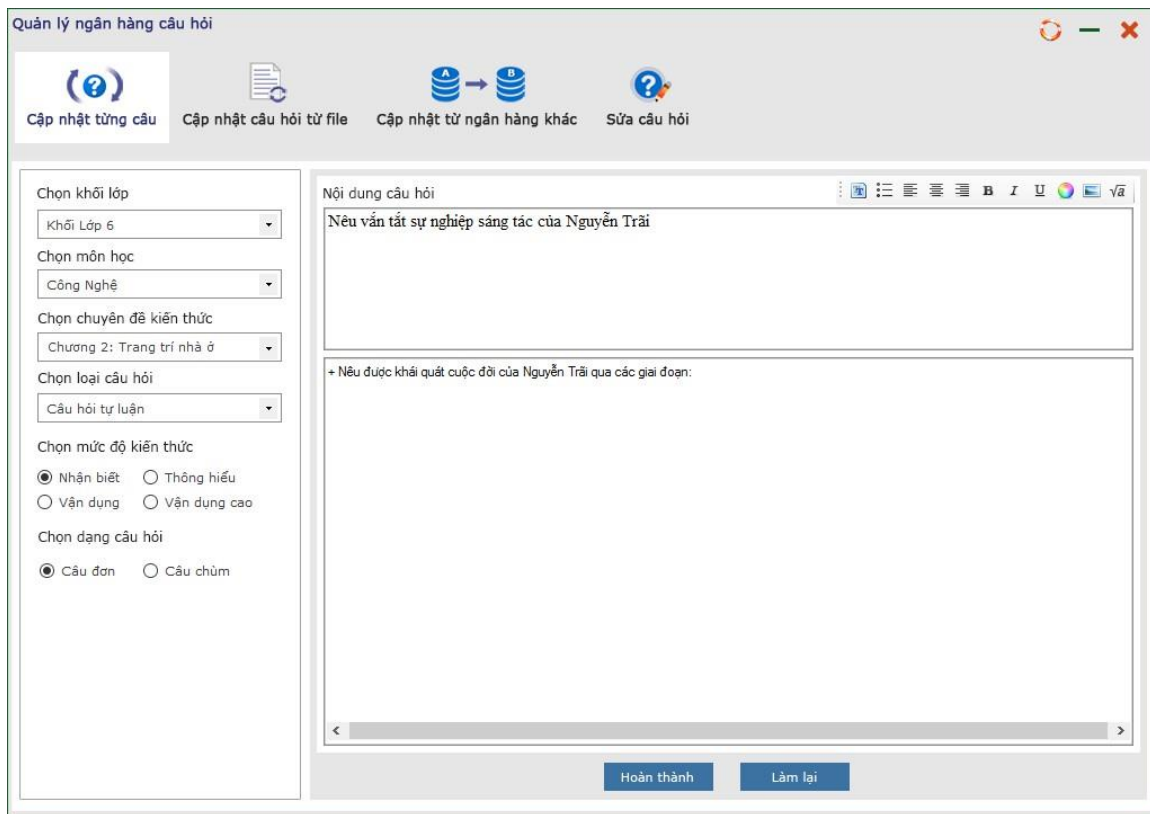 Quản lý ngân hàng câu hỏi
A B
Cập nhật từng câu Cập nhật câu hỏi từ file Cập nhật từ ngân hàng khác Sửa câu hỏi
Chọn khối lớp
Khối Lớp 6
Chọn môn học
Công Nghệ
Chọn chuyên đề kiến thức
Chương 2: Trang trí nhà ở
Chọn loại câu hỏi
Câu hỏi tự luận
Chọn mức độ kiến thức
Nhận biết Thông hiểu
Vận dụng Vận dụng cao
Chọn dạng câu hỏi
Câu đơn Câu chùm
Nội dung câu hỏi B I U √a
Nêu vắn tắt sự nghiệp sáng tác của Nguyễn Trãi
+ Nêu được khái quát cuộc đời của Nguyễn Trãi qua các giai đoạn:
Hoàn thành Làm lại